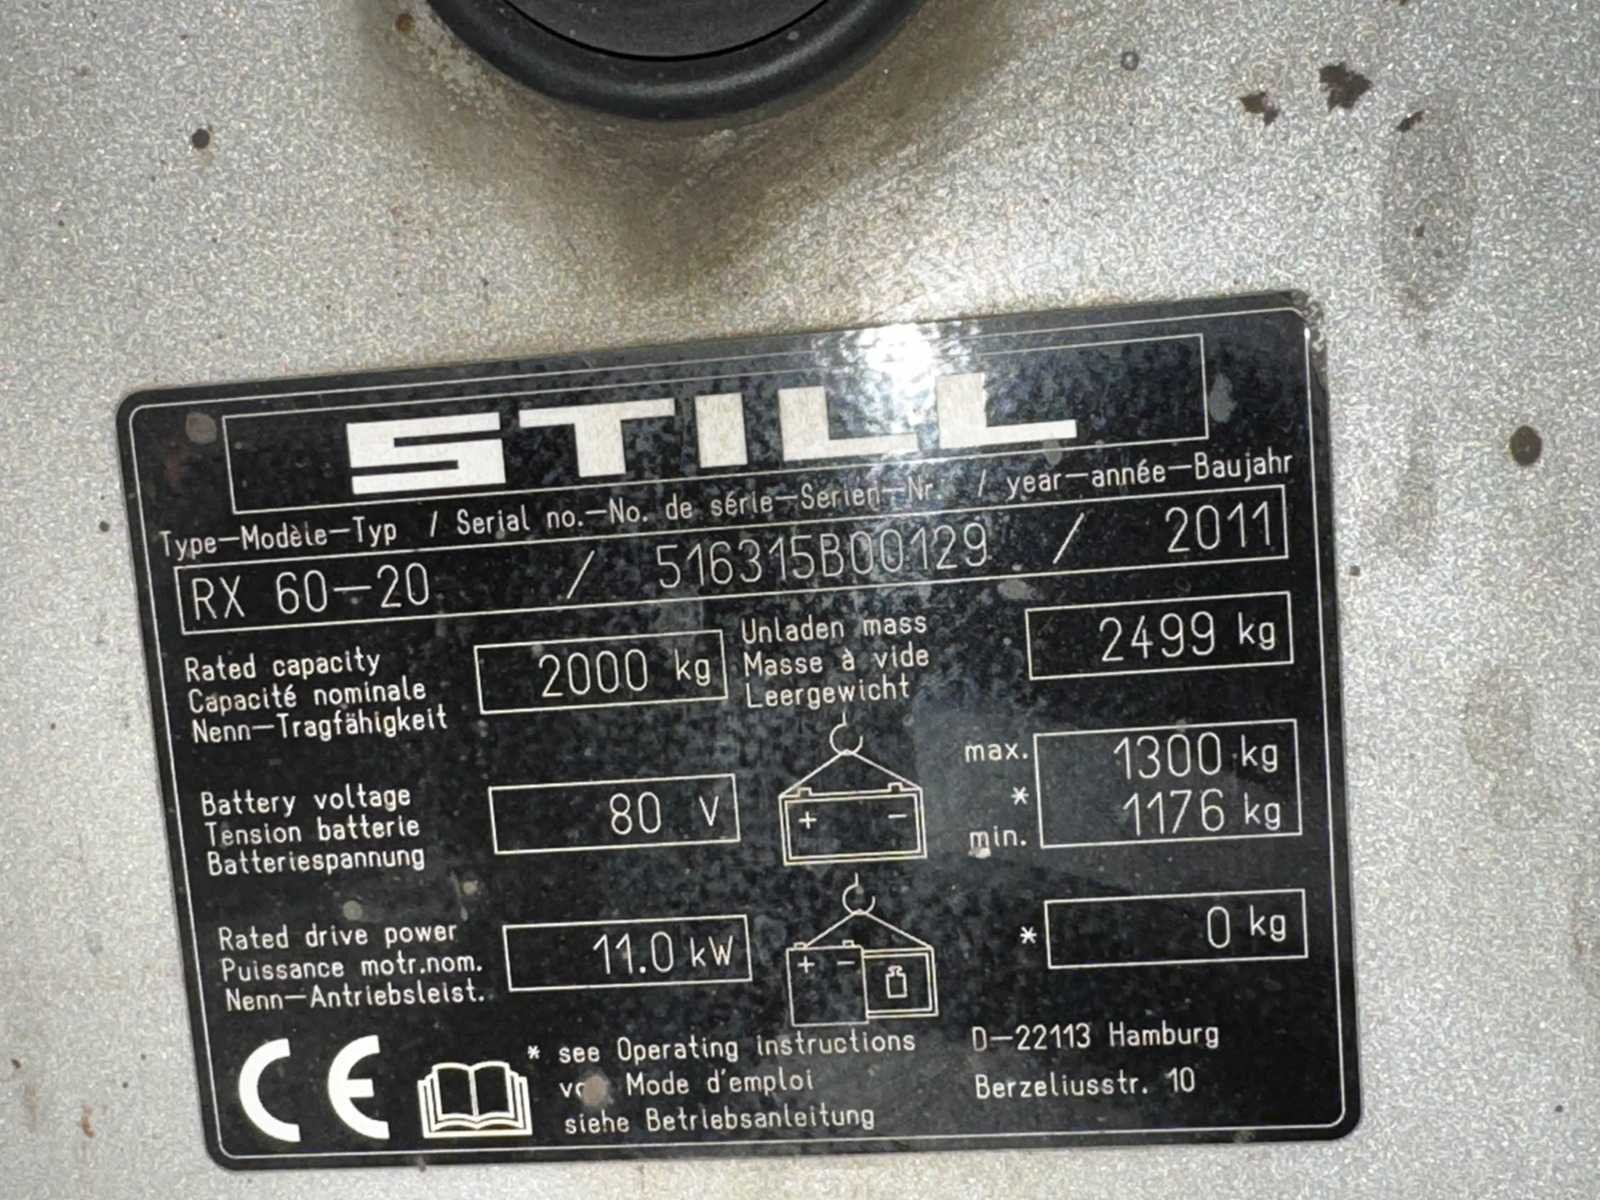 STILL
Type-Modèle-Typ / Serial no.-No. de série-Serien-Nr. / year-année-Baujahr
RX 60-20 / 516315B00129 / 2011
Rated capacity
Capacité nominale
Nenn-Tragfähigkeit
2000 kg
Unladen mass
Masse à vide
Leergewicht
2499 kg
Battery voltage
Tension batterie
Batteriespannung
80 V
+ -
max.
*
min.
1300 kg
1176 kg
Rated drive power
Puissance motr.nom.
Nenn-Antriebsleist.
11.0 kW
+ -
* 0 kg
CE
* see Operating instructions
Mode d'emploi
siehe Betriebsanleitung
D-22113 Hamburg
Berzeliusstr. 10